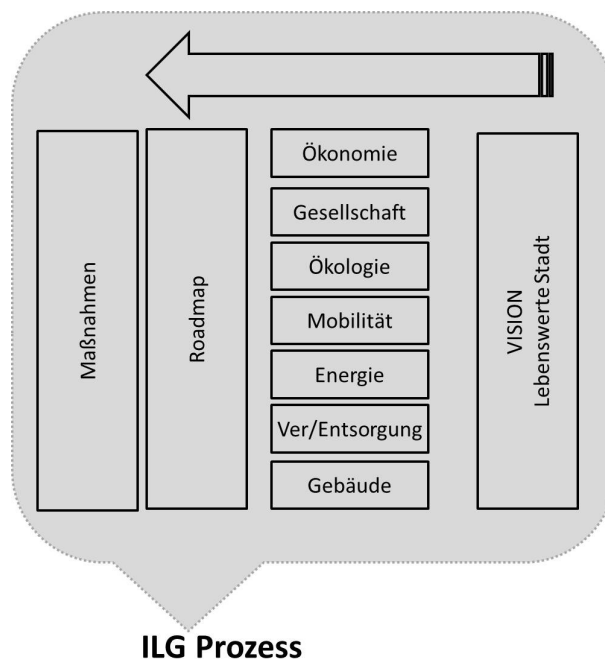 Maßnahmen
Roadmap
Ökonomie
Gesellschaft
Ökologie
Mobilität
Energie
Ver/Entsorgung
Gebäude
VISION
Lebenswerte Stadt
ILG Prozess